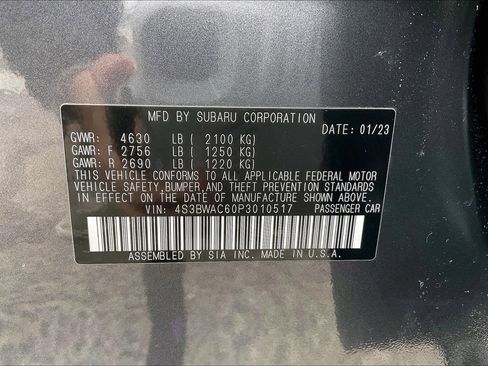 MFD BY SUBARU CORPORATION
DATE: 01/23
GVWR: 4630 LB ( 2100 KG)
GAWR: F 2756 LB ( 1250 KG)
GAWR: R 2690 LB ( 1220 KG)
THIS VEHICLE CONFORMS TO ALL APPLICABLE FEDERAL MOTOR
VEHICLE SAFETY,BUMPER,AND THEFT PREVENTION STANDARDS
IN EFFECT ON THE DATE OF MANUFACTURE SHOWN ABOVE.
VIN: 4S3BWAC60P3010517 PASSENGER CAR
ASSEMBLED BY SIA INC. MADE IN U.S.A.